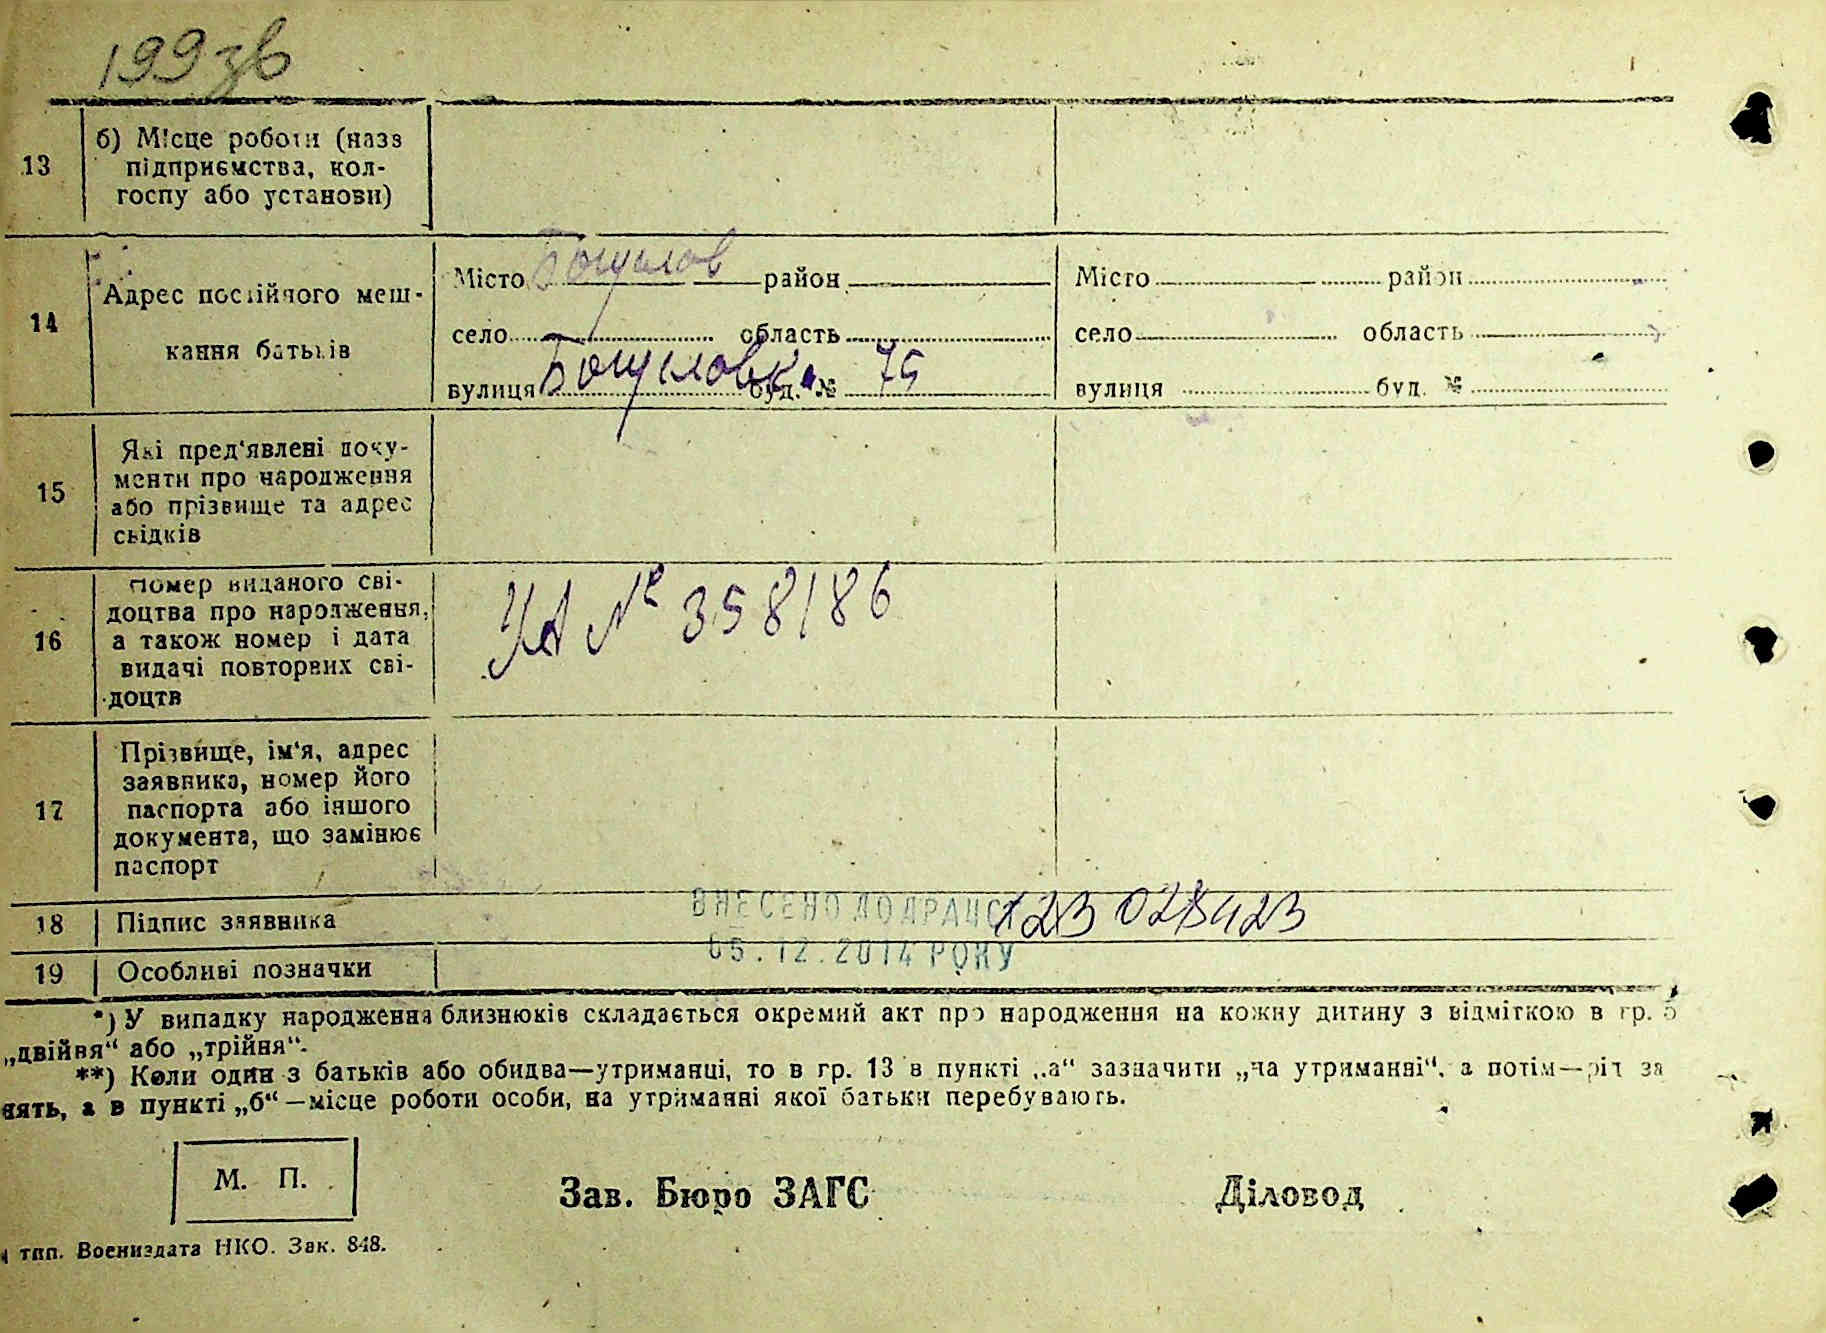 199 зв
13
б) Місце роботи (назв
підприємства, кол-
госпу або установи)
14
Адрес постійного меш-
кання батьків
Місто район
село область
вулиця буд. № 75
Місто район
село область
вулиця буд. №
15
Які пред‘явлені доку-
менти про народження
або прізвище та адрес
свідків
16
Номер виданого сві-
доцтва про народження,
а також номер і дата
видачі повторних сві-
доцтв
УА № 358186
17
Прізвище, ім‘я, адрес
заявника, номер його
паспорта або іншого
документа, що замінює
паспорт
18 Підпис заявника
ВНЕСЕНО ДО ДРАЦС
05.12.2014 РОКУ
19 Особливі позначки
*) У випадку народження близнюків складається окремий акт про народження на кожну дитину з відміткою в гр. 5
„двійня“ або „трійня“.
**) Коли один з батьків або обидва—утриманці, то в гр. 13 в пункті „а“ зазначити „на утриманні“, а потім—рід за
нять, а в пункті „б“—місце роботи особи, на утриманні якої батьки перебувають.
М. П.
Зав. Бюро ЗАГС
Діловод
тип. Воениздата НКО. Зак. 848.